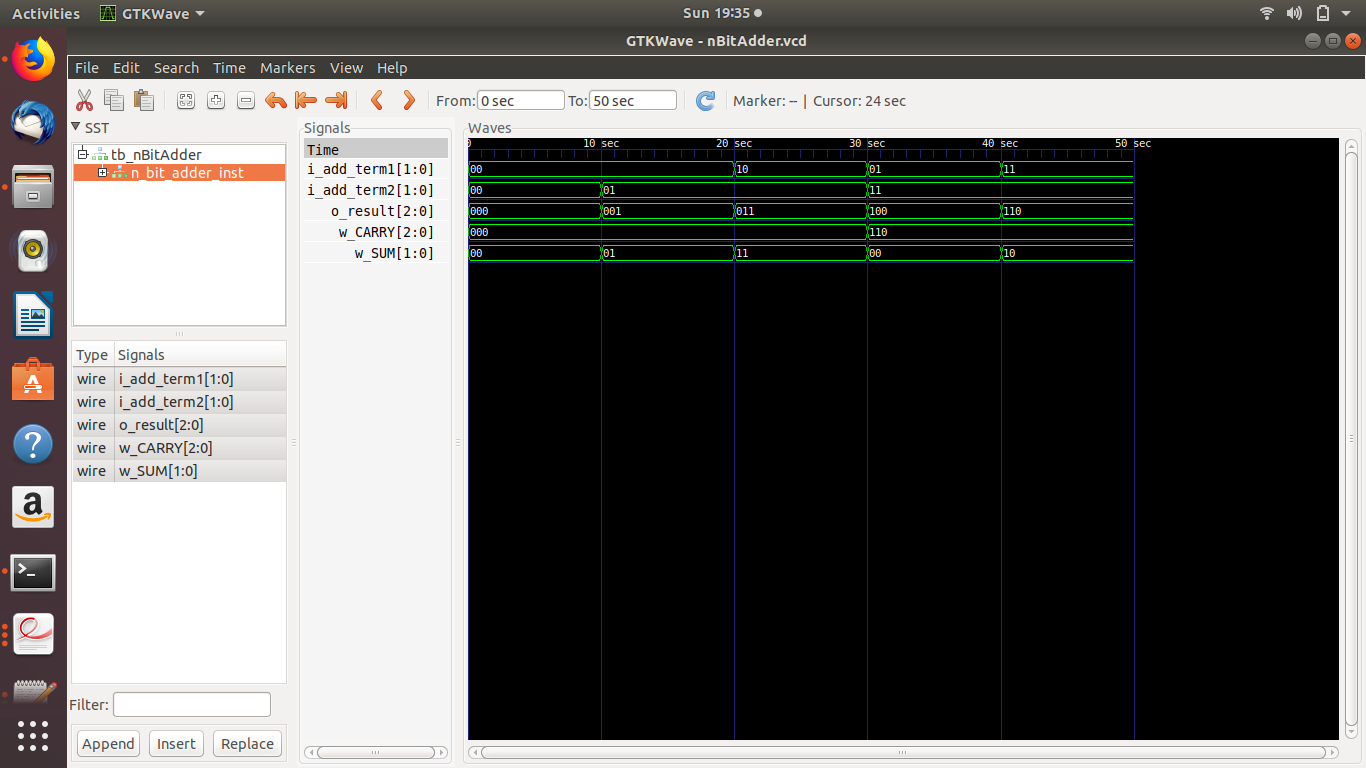 Activities GTKWave Sun 19:35
GTKWave - nBitAdder.vcd
File Edit Search Time Markers View Help
From: 0 sec To: 50 sec Marker: -- | Cursor: 24 sec
SST
tb_nBitAdder
n_bit_adder_inst
Type Signals
wire i_add_term1[1:0]
wire i_add_term2[1:0]
wire o_result[2:0]
wire w_CARRY[2:0]
wire w_SUM[1:0]
Filter:
Append Insert Replace
Signals
Time
i_add_term1[1:0]
i_add_term2[1:0]
o_result[2:0]
w_CARRY[2:0]
w_SUM[1:0]
Waves
0 10 sec 20 sec 30 sec 40 sec 50 sec
00 10 01 11
00 01 11
000 001 011 100 110
000 110
00 01 11 00 10